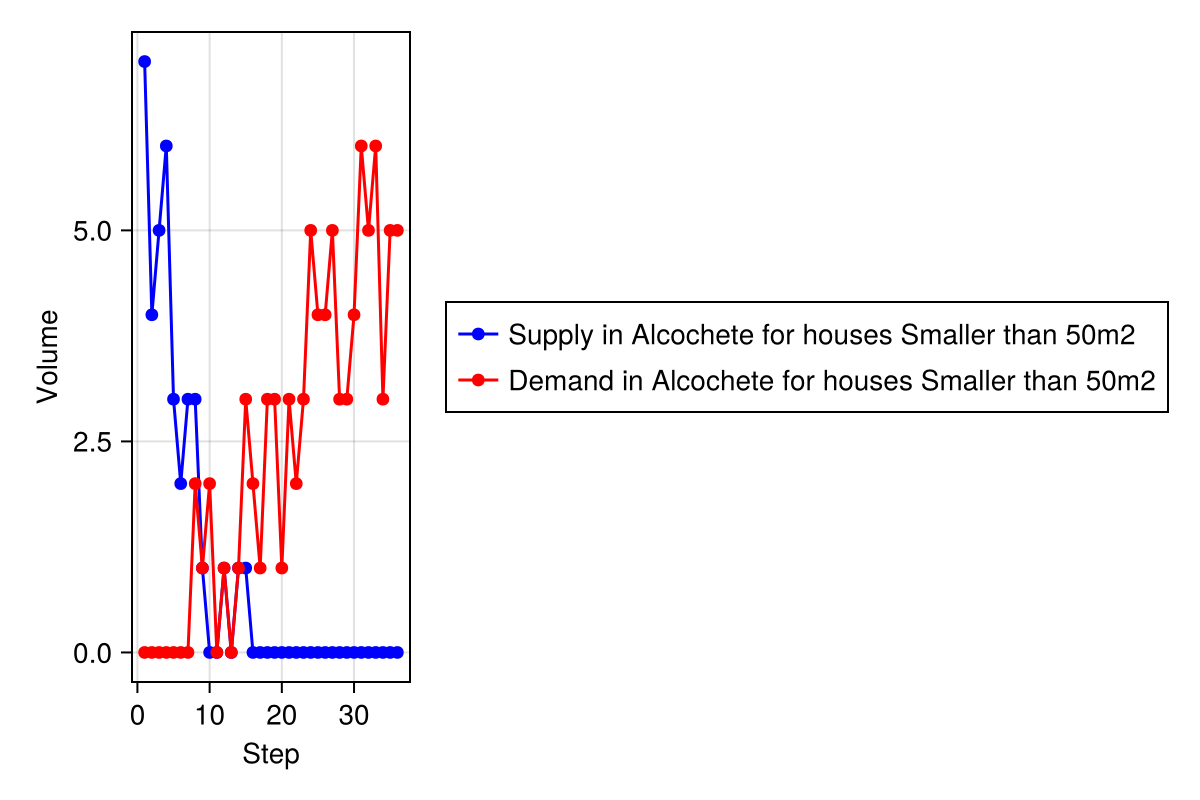 Volume
5.0
2.5
0.0
0 10 20 30
Step
Supply in Alcochete for houses Smaller than 50m2
Demand in Alcochete for houses Smaller than 50m2